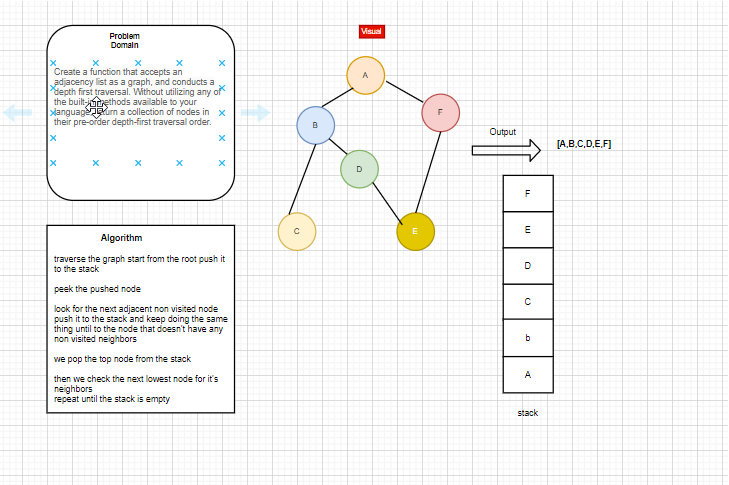 Problem
Domain
Create a function that accepts an
adjacency list as a graph, and conducts a
depth first traversal. Without utilizing any of
the built-in methods available to your
language, return a collection of nodes in
their pre-order depth-first traversal order.
Algorithm
traverse the graph start from the root push it
to the stack
peek the pushed node
look for the next adjacent non visited node
push it to the stack and keep doing the same
thing until to the node that doesn't have any
non visited neighbors
we pop the top node from the stack
then we check the next lowest node for it's
neighbors
repeat until the stack is empty
Visual
A
F
B
D
C
E
Output
[A,B,C,D,E,F]
F
E
D
C
b
A
stack